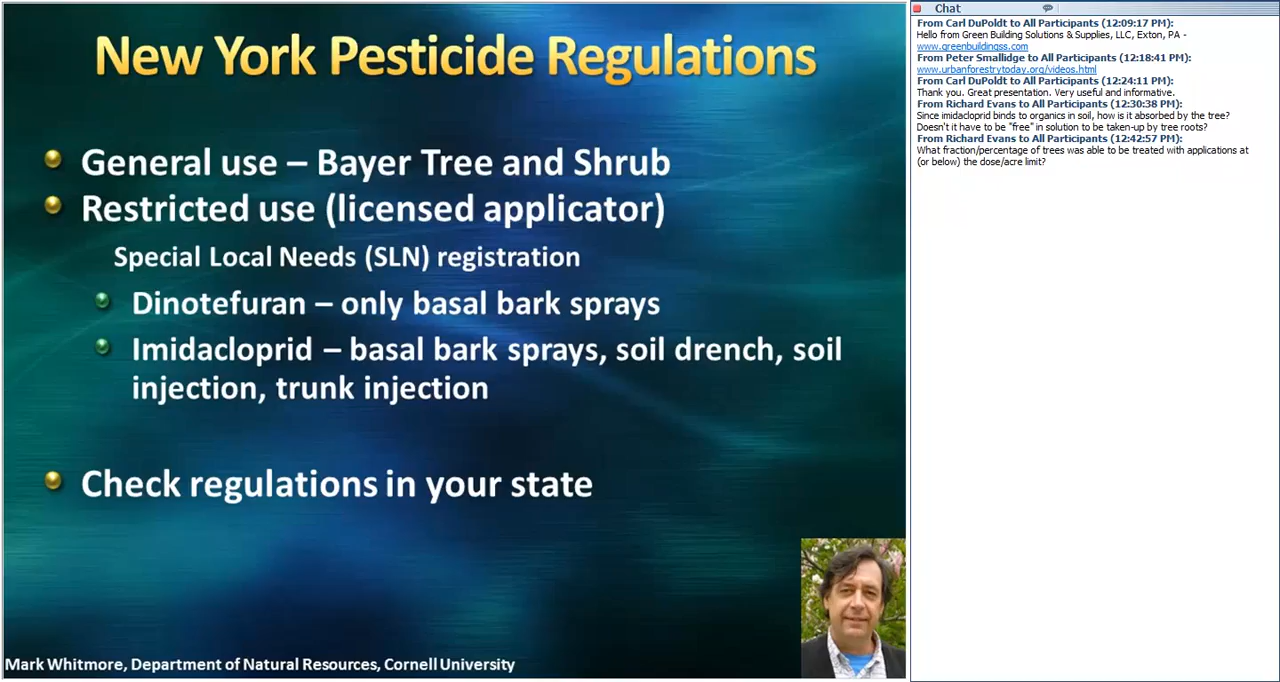 New York Pesticide Regulations
General use – Bayer Tree and Shrub
Restricted use (licensed applicator)
Special Local Needs (SLN) registration
Dinotefuran – only basal bark sprays
Imidacloprid – basal bark sprays, soil drench, soil
injection, trunk injection
Check regulations in your state
Mark Whitmore, Department of Natural Resources, Cornell University
Chat
From Carl DuPoldt to All Participants (12:09:17 PM):
Hello from Green Building Solutions & Supplies, LLC, Exton, PA -
www.greenbuildingss.com
From Peter Smallidge to All Participants (12:18:41 PM):
www.urbanforestrytoday.org/videos.html
From Carl DuPoldt to All Participants (12:24:11 PM):
Thank you. Great presentation. Very useful and informative.
From Richard Evans to All Participants (12:30:38 PM):
Since imidacloprid binds to organics in soil, how is it absorbed by the tree?
Doesn't it have to be "free" in solution to be taken-up by tree roots?
From Richard Evans to All Participants (12:42:57 PM):
What fraction/percentage of trees was able to be treated with applications at
(or below) the dose/acre limit?